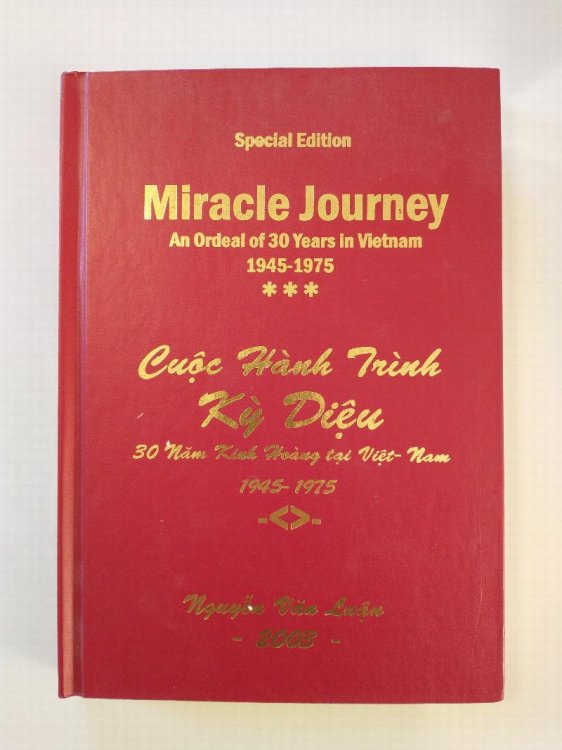 Special Edition
Miracle Journey
An Ordeal of 30 Years in Vietnam
1945-1975
***
Cuộc Hành Trình
Kỳ Diệu
30 Năm Kinh Hoàng tại Việt-Nam
1945-1975
-<>-
Nguyễn Văn Luận
- 2003 -